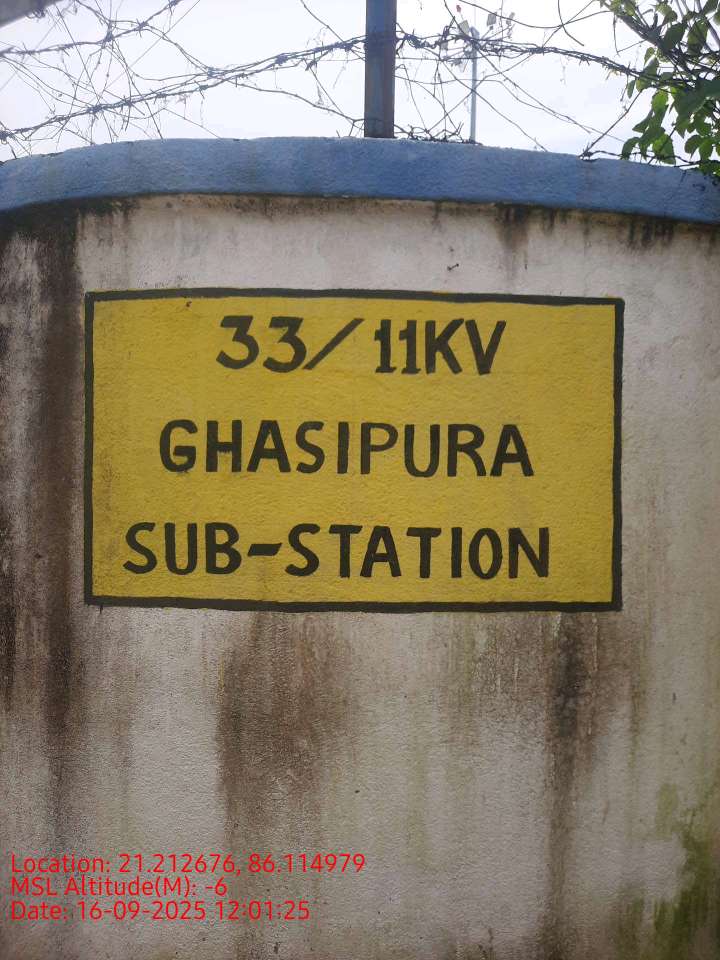 33/11KV
GHASIPURA
SUB-STATION
Location: 21.212676, 86.114979
MSL Altitude(M): -6
Date: 16-09-2025 12:01:25